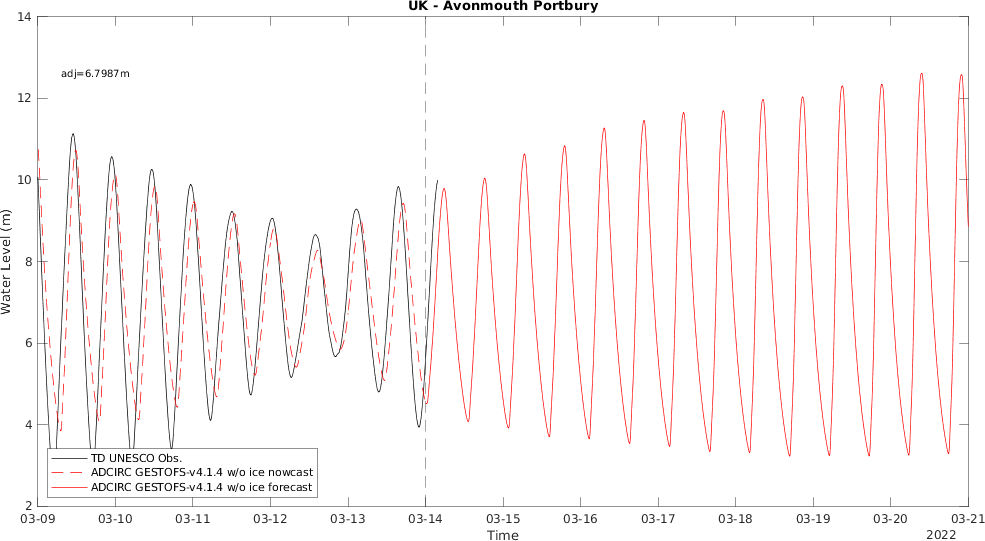 UK - Avonmouth Portbury
14
adj=6.7987m
12
10
8
6
4
2
Water Level (m)
TD UNESCO Obs.
ADCIRC GESTOFS-v4.1.4 w/o ice nowcast
ADCIRC GESTOFS-v4.1.4 w/o ice forecast
03-09 03-10 03-11 03-12 03-13 03-14 03-15 03-16 03-17 03-18 03-19 03-20 03-21
Time
2022